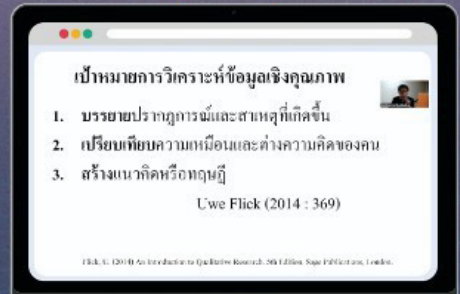 เป้าหมายการวิเคราะห์ข้อมูลเชิงคุณภาพ
1. บรรยายปรากฏการณ์และสาเหตุที่เกิดขึ้น
2. เปรียบเทียบความเหมือนและต่างความคิดของคน
3. สร้างแนวคิดหรือทฤษฎี
Uwe Flick (2014 : 369)
Flick, U. (2014) An Introduction to Qualitative Research. 5th Edition. Sage Publications, London.